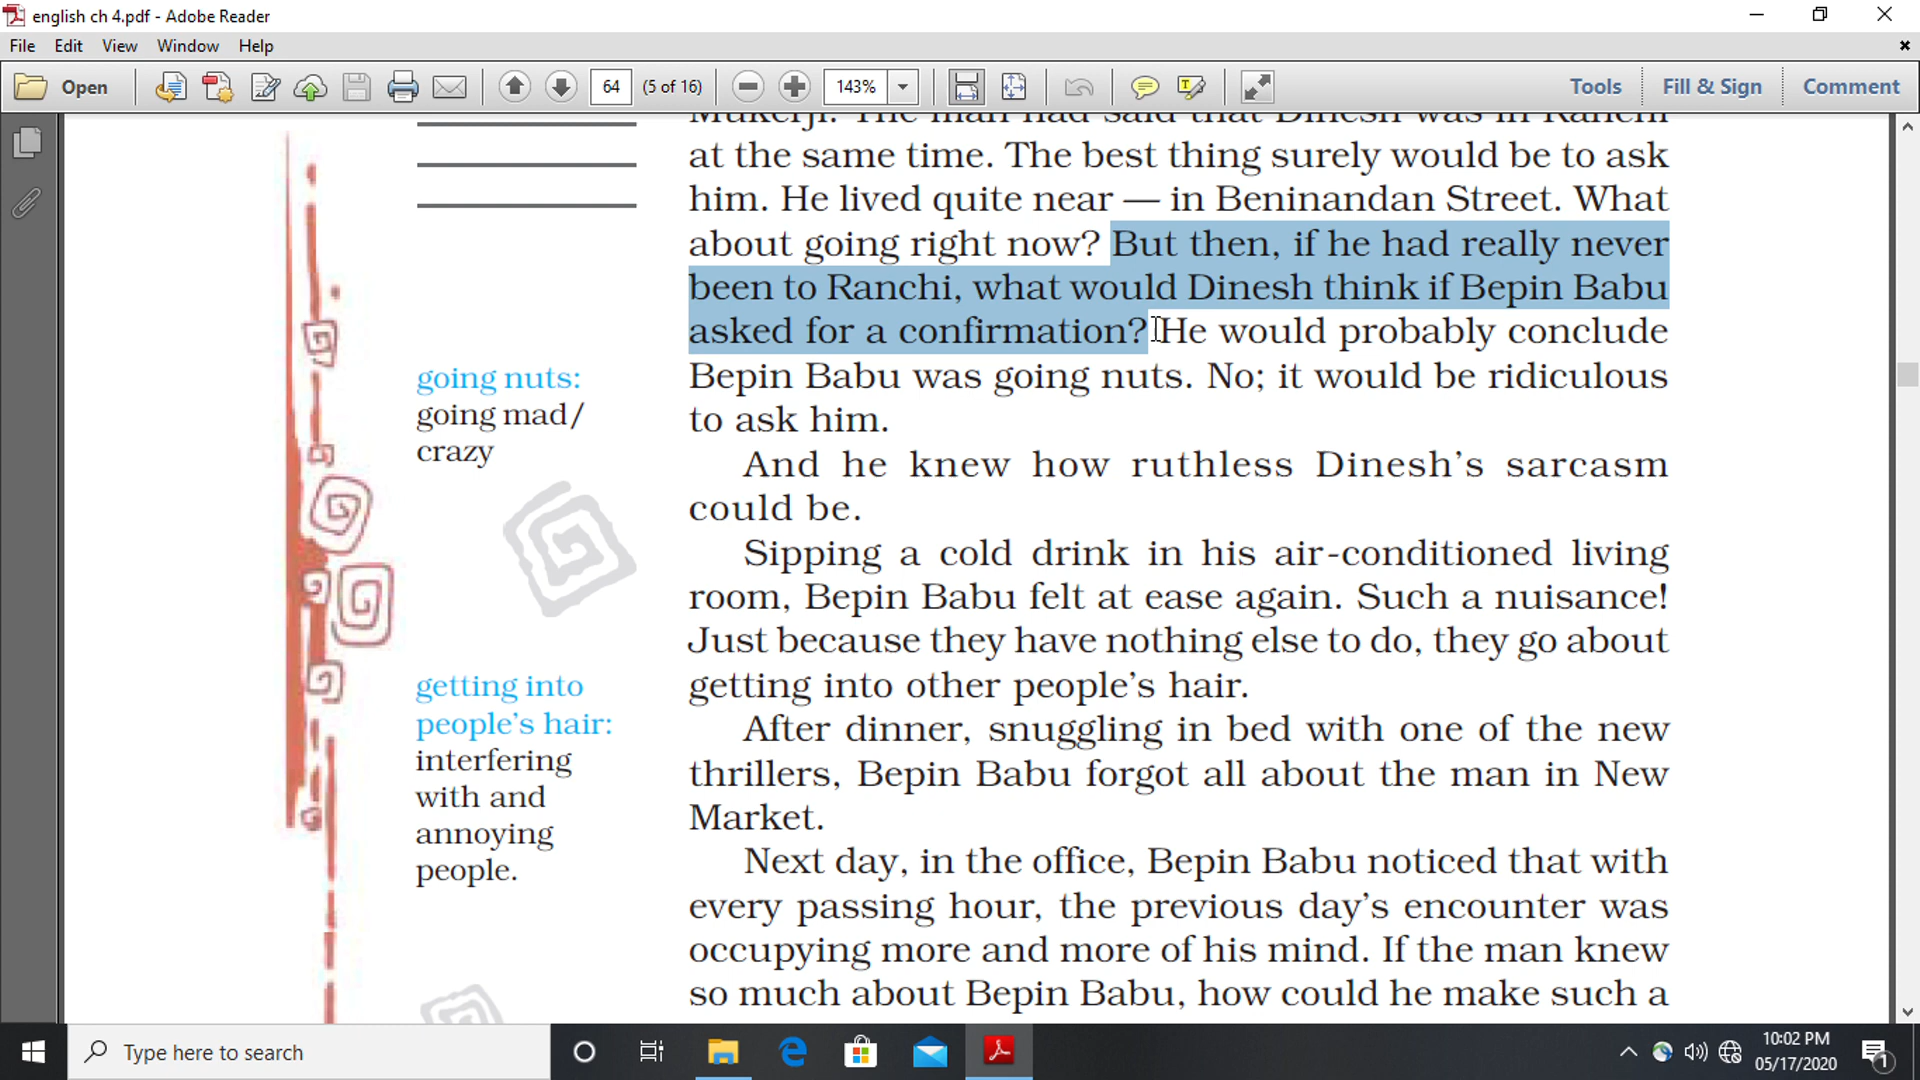 english ch 4.pdf - Adobe Reader
File Edit View Window Help
Open 64 (5 of 16) 143% Tools Fill & Sign Comment
Mukerji. The man had said that Dinesh was in Ranchi
at the same time. The best thing surely would be to ask
him. He lived quite near — in Beninandan Street. What
about going right now? But then, if he had really never
been to Ranchi, what would Dinesh think if Bepin Babu
asked for a confirmation? He would probably conclude
Bepin Babu was going nuts. No; it would be ridiculous
to ask him.
And he knew how ruthless Dinesh's sarcasm
could be.
Sipping a cold drink in his air-conditioned living
room, Bepin Babu felt at ease again. Such a nuisance!
Just because they have nothing else to do, they go about
getting into other people's hair.
After dinner, snuggling in bed with one of the new
thrillers, Bepin Babu forgot all about the man in New
Market.
Next day, in the office, Bepin Babu noticed that with
every passing hour, the previous day's encounter was
occupying more and more of his mind. If the man knew
so much about Bepin Babu, how could he make such a
going nuts:
going mad/
crazy
getting into
people's hair:
interfering
with and
annoying
people.
Type here to search
10:02 PM
05/17/2020
1